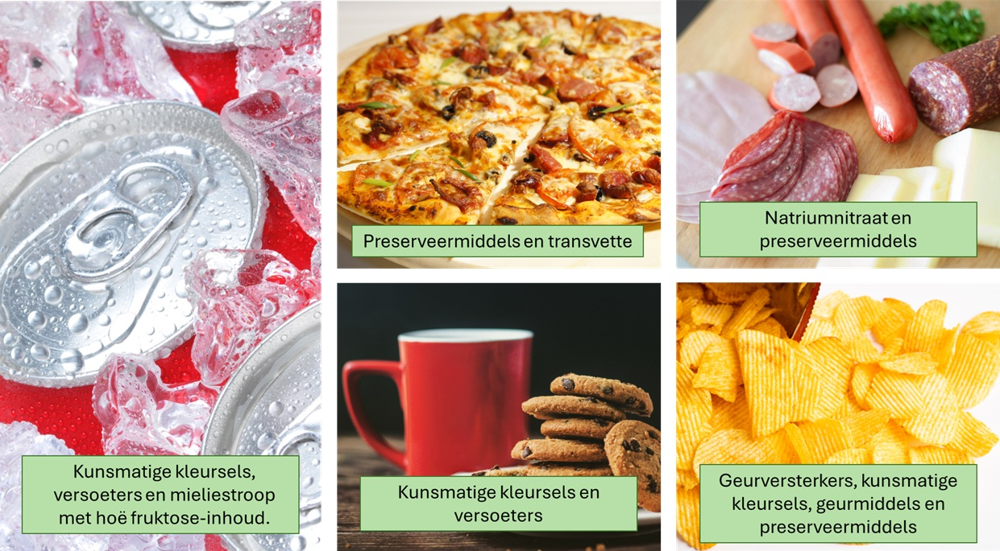 Kunsmatige kleursels,
versoeters en mieliestroop
met hoë fruktose-inhoud.
Preserveermiddels en transvette
Natriumnitraat en
preserveermiddels
Kunsmatige kleursels en
versoeters
Geurversterkers, kunsmatige
kleursels, geurmiddels en
preserveermiddels